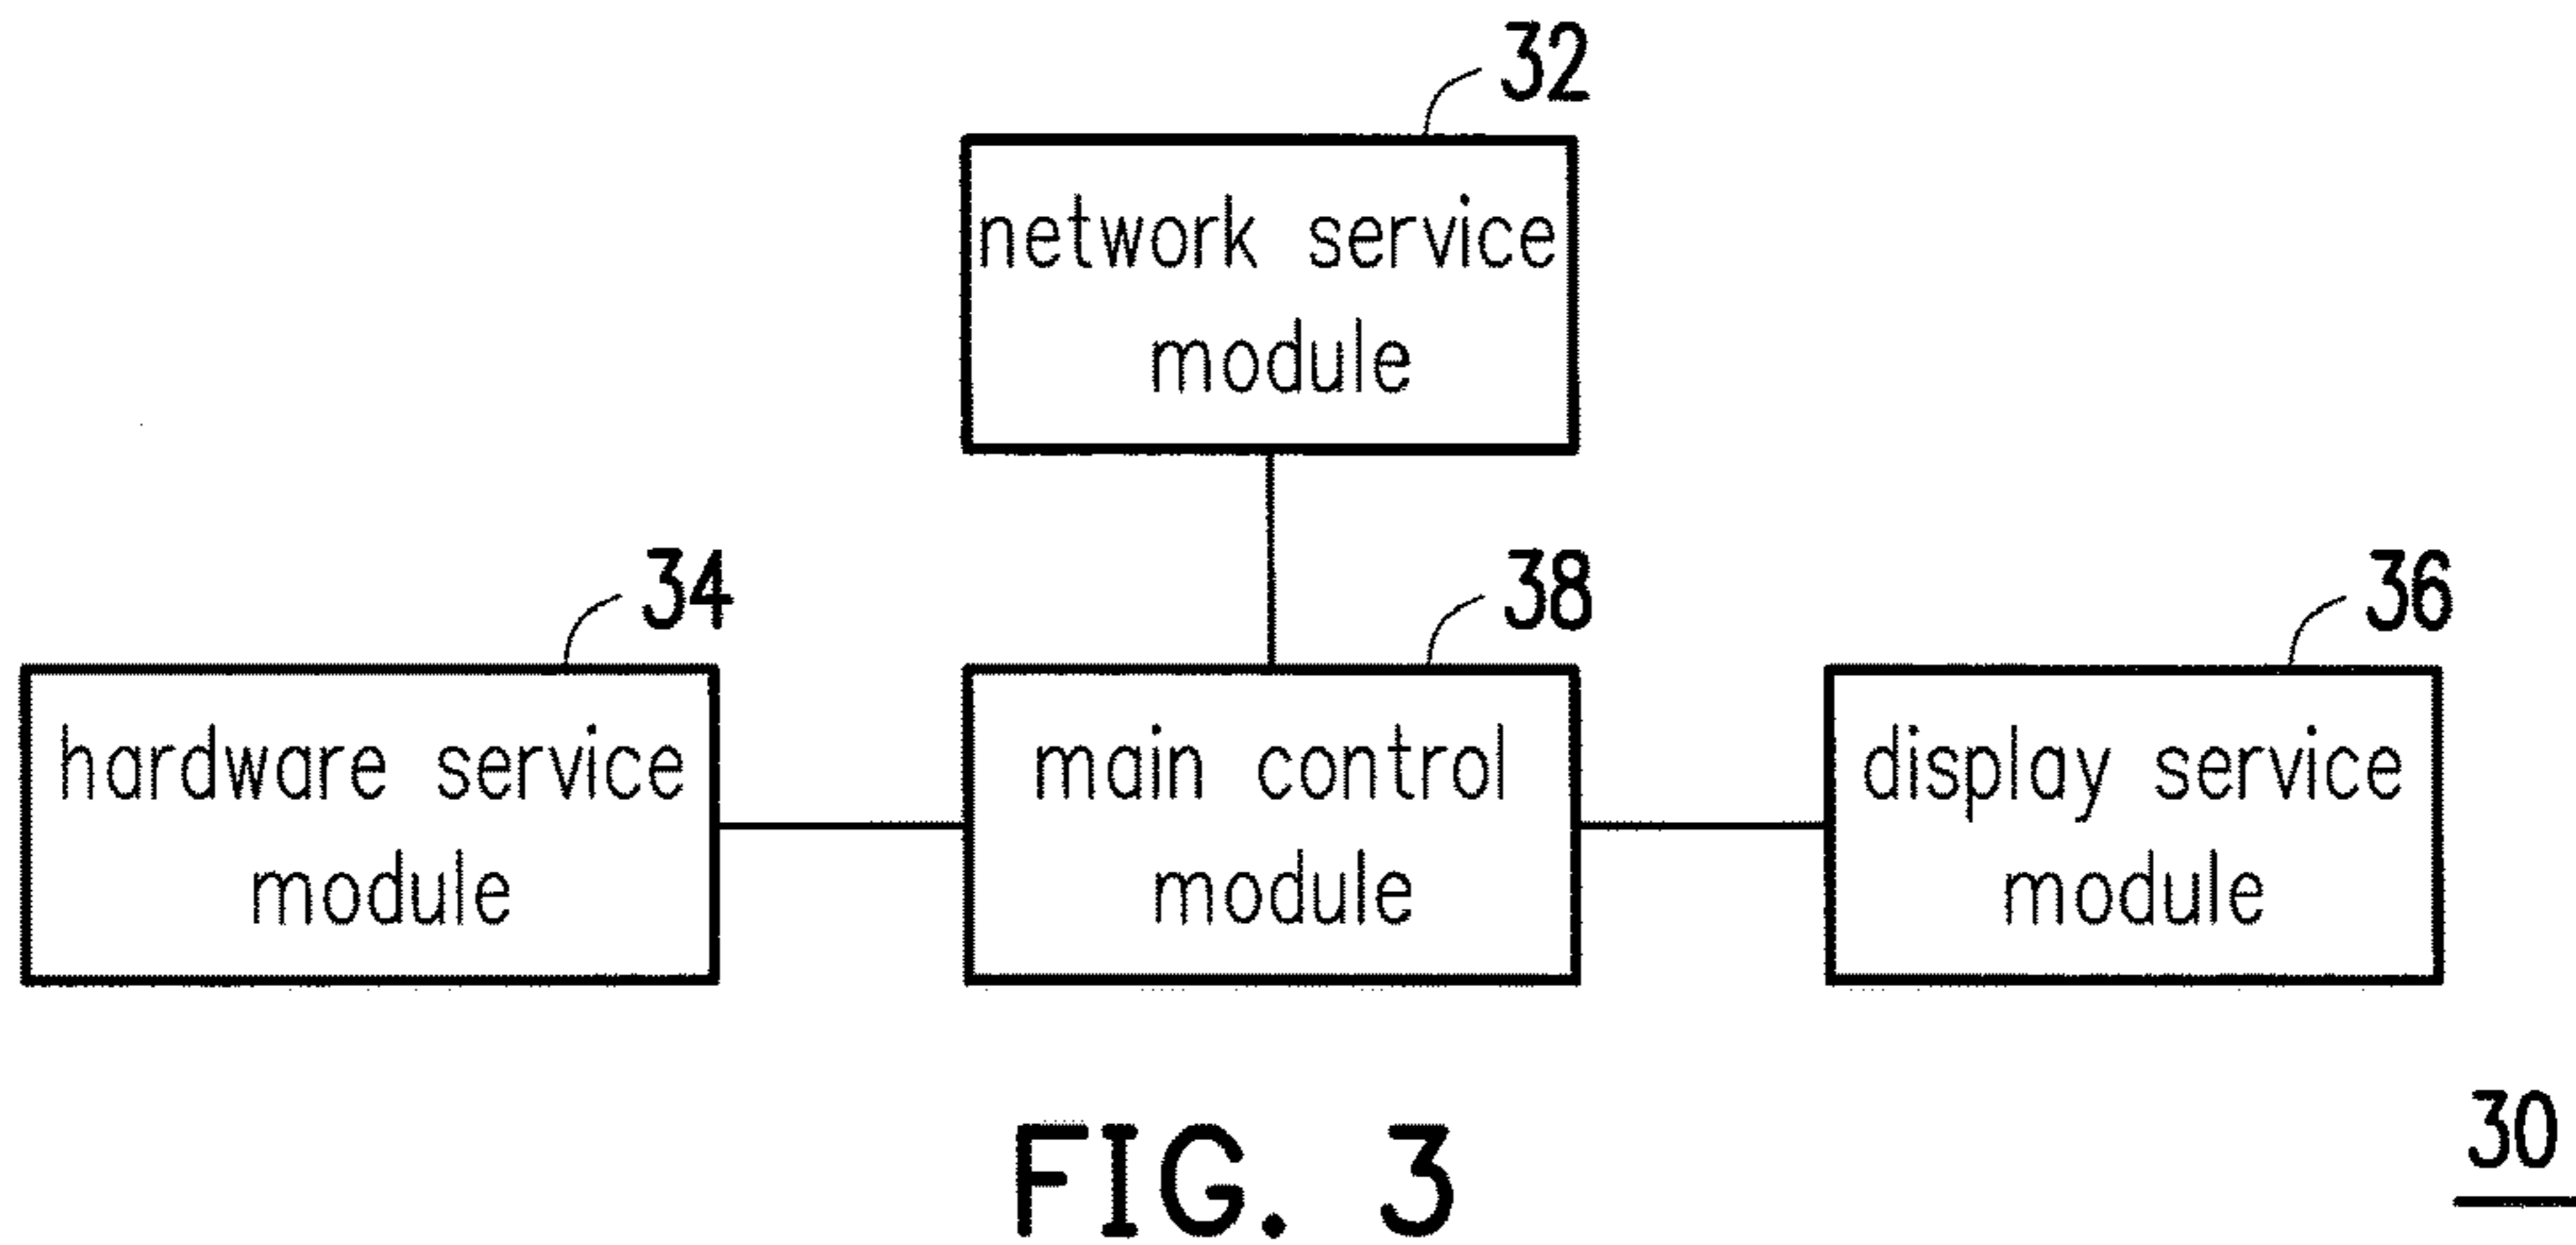 32
network service
module
34
38
36
hardware service
module
main control
module
display service
module
30
FIG. 3